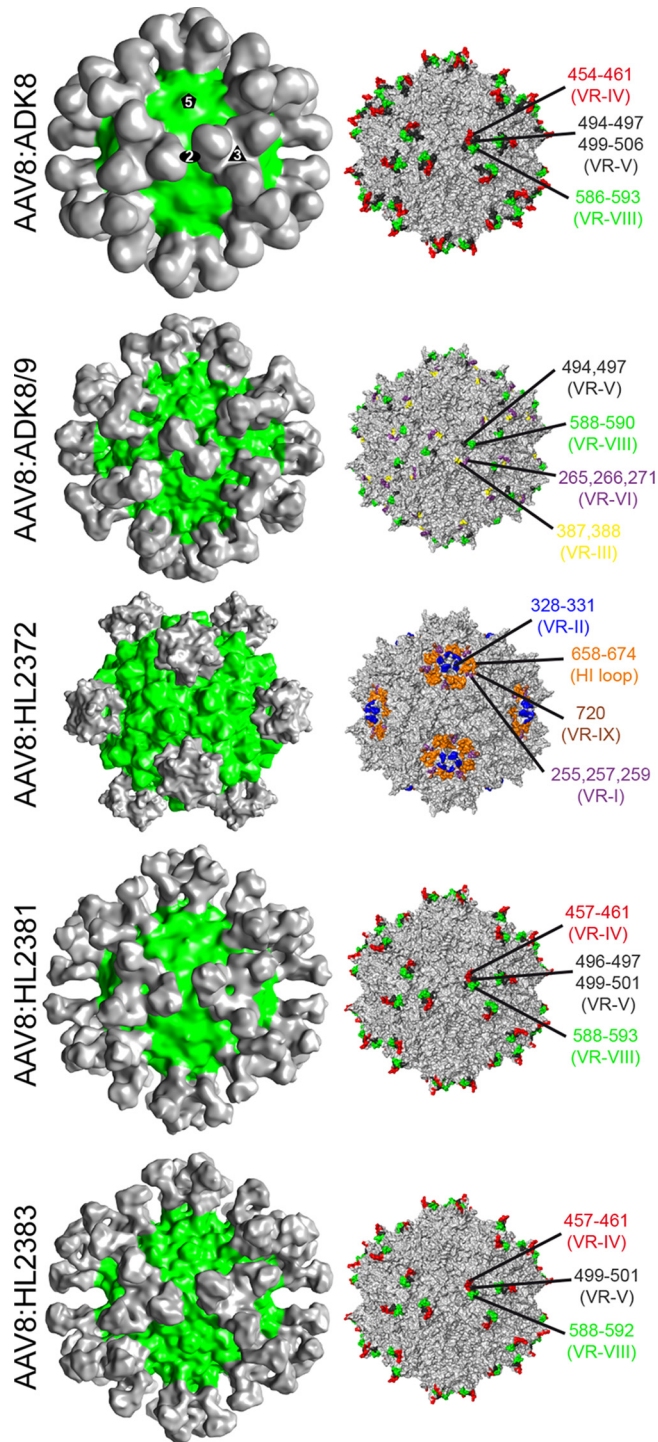 AAV8:ADK8
5
2
3
454-461
(VR-IV)
494-497
499-506
(VR-V)
586-593
(VR-VIII)
AAV8:ADK8/9
494,497
(VR-V)
588-590
(VR-VIII)
265,266,271
(VR-VI)
387,388
(VR-III)
AAV8:HL2372
328-331
(VR-II)
658-674
(HI loop)
720
(VR-IX)
255,257,259
(VR-I)
AAV8:HL2381
457-461
(VR-IV)
496-497
499-501
(VR-V)
588-593
(VR-VIII)
AAV8:HL2383
457-461
(VR-IV)
499-501
(VR-V)
588-592
(VR-VIII)